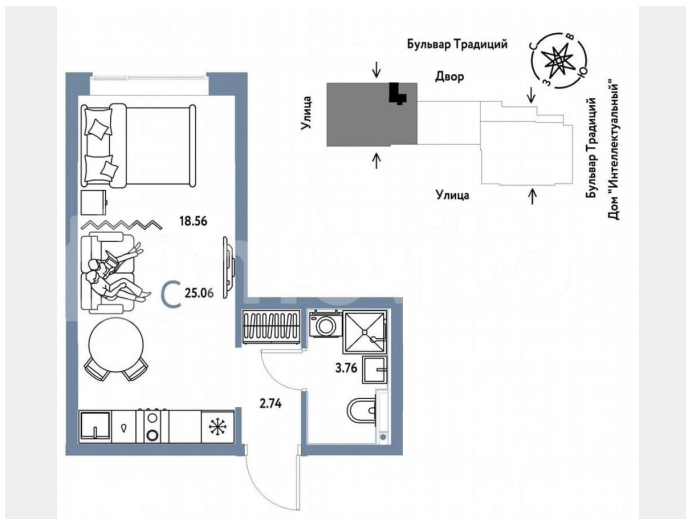 Бульвар Традиций
Двор
Улица
С
В
З
Ю
Улица
Бульвар Традиций
Дом "Интеллектуальный"
18.56
С 25.06
3.76
2.74